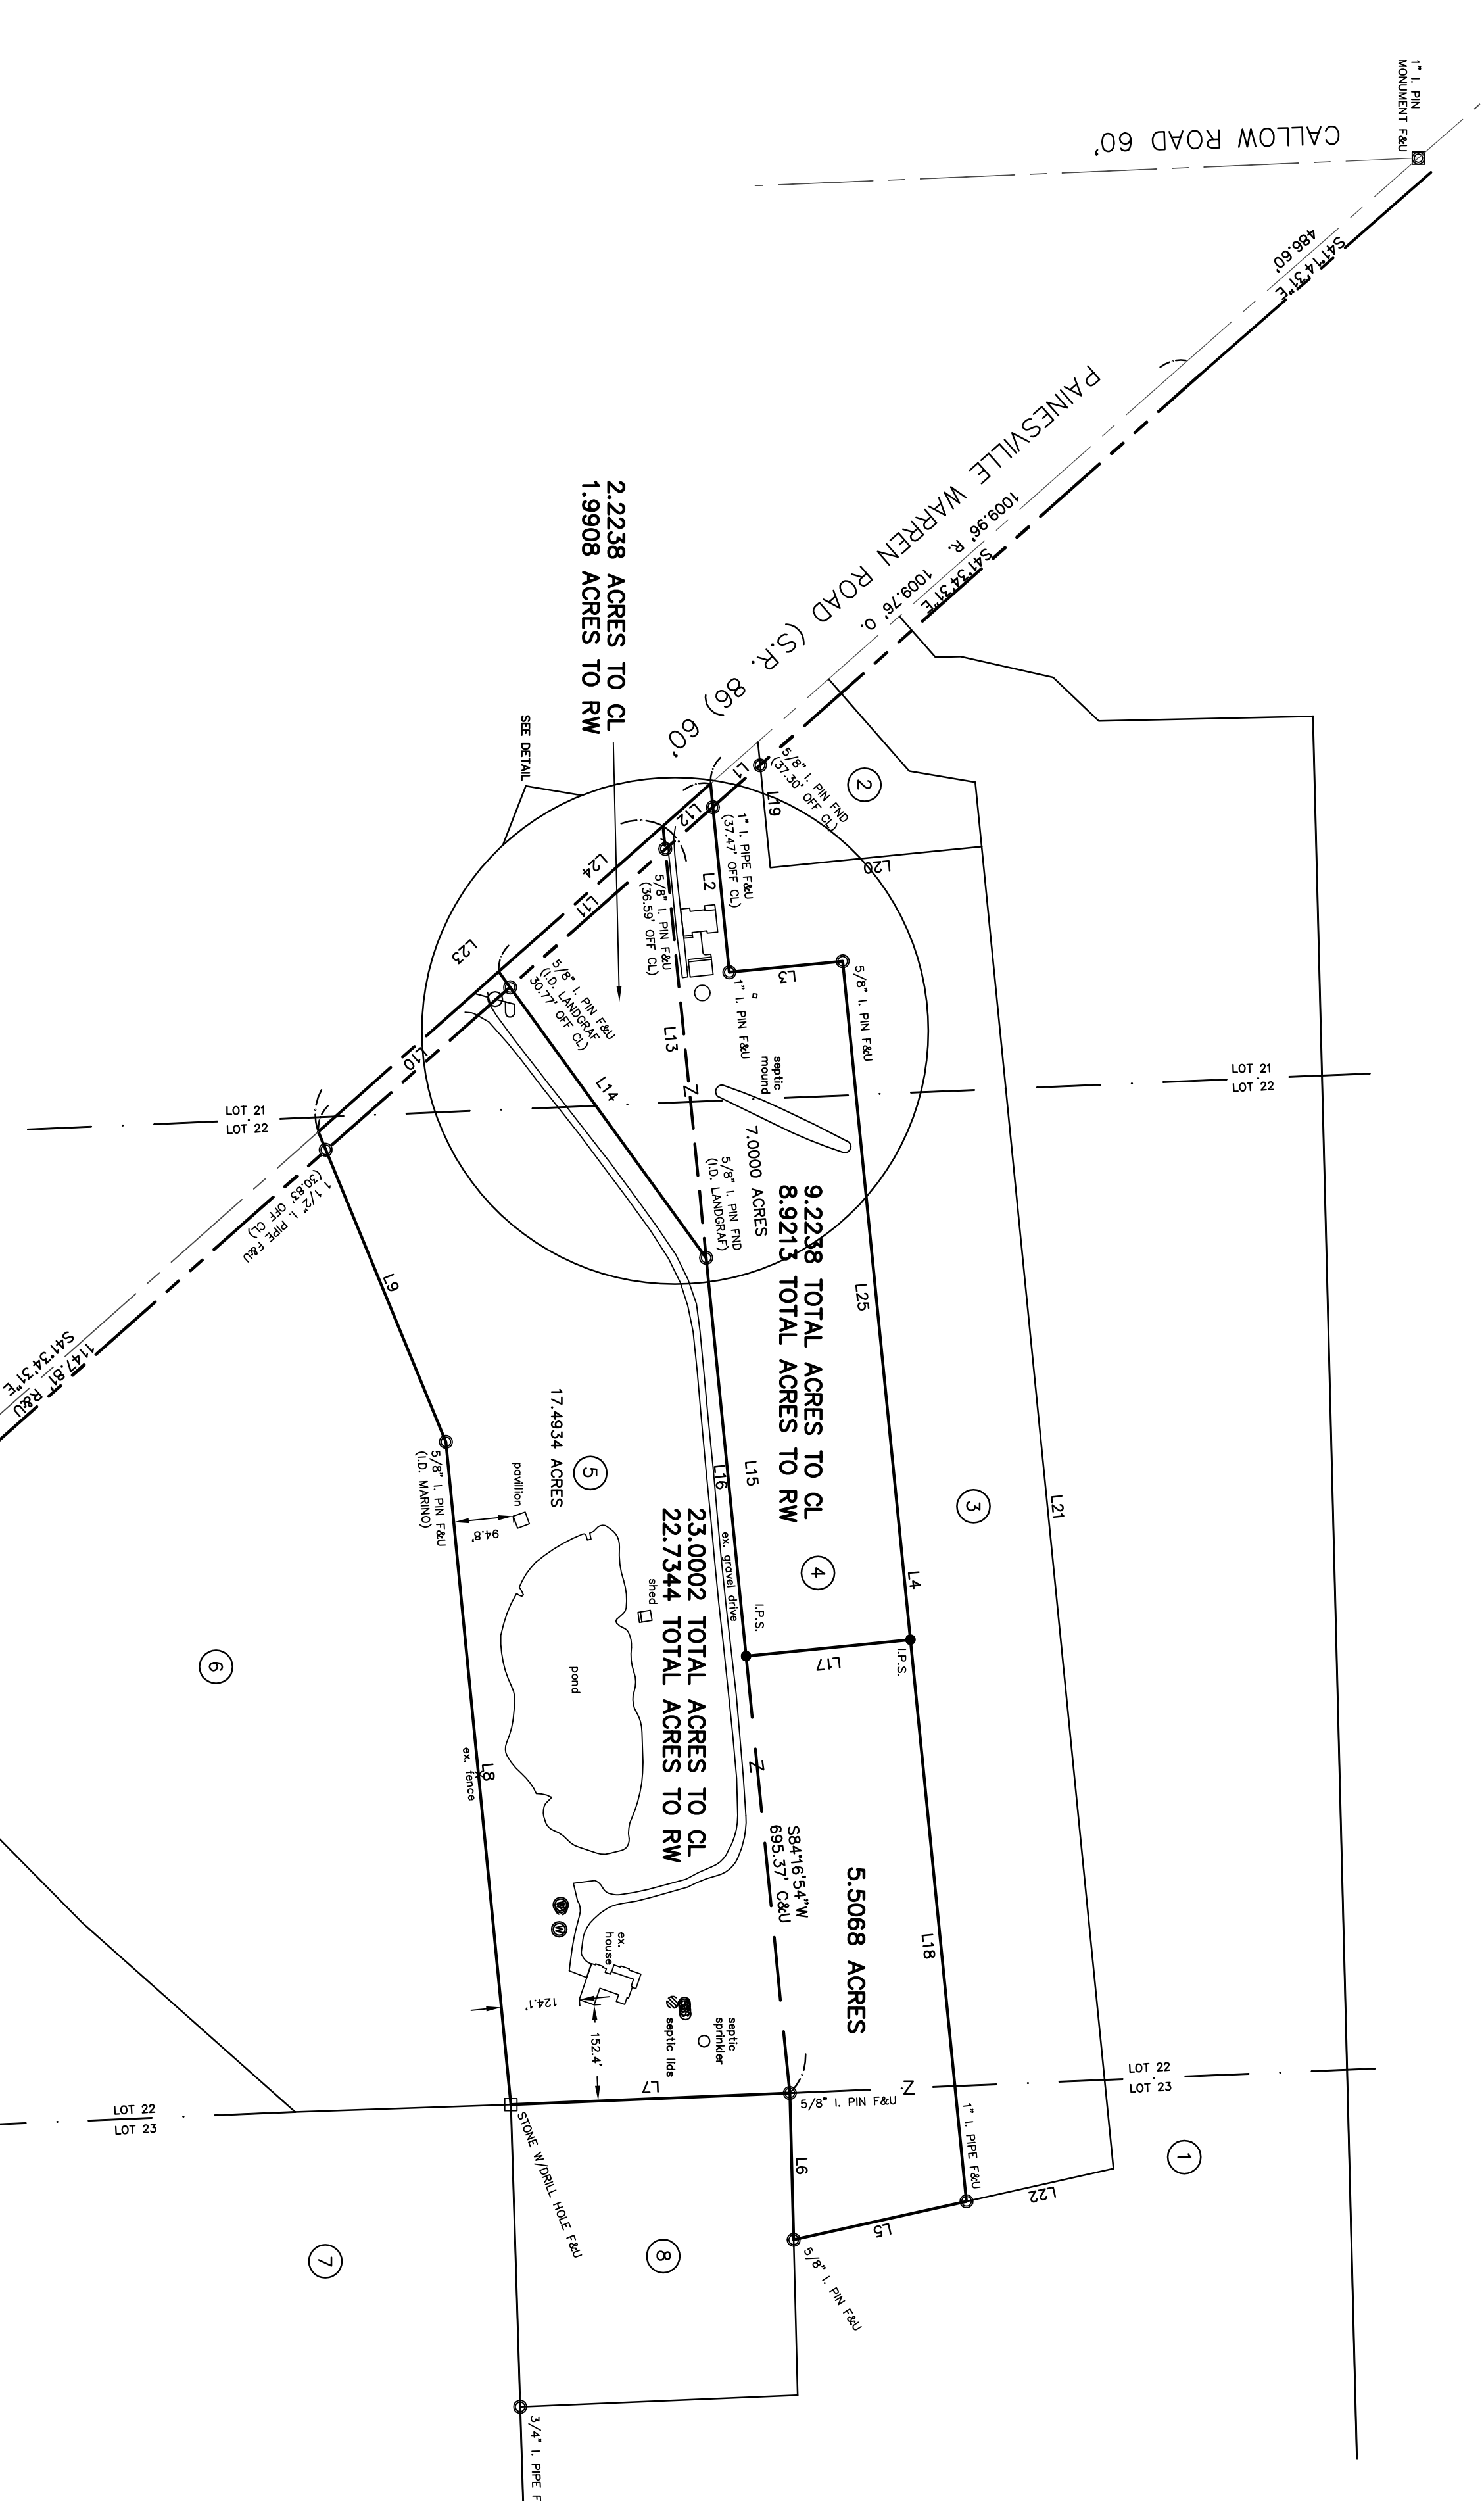 1" I. PIN
MONUMENT F&U
CALLOW ROAD 60'
486.60'
S41°14'31"E
PAINESVILLE WARREN ROAD (S.R. 86) 60'
1009.96' R.
1009.76' O.
S41°34'31"E
2.2238 ACRES TO CL
1.9908 ACRES TO RW
SEE DETAIL
5/8" I. PIN FND
(37.30' OFF CL)
2
L1
L19
L20
L12
1" I. PIPE F&U
(37.47' OFF CL)
L2
L24
L11
5/8" I. PIN F&U
(36.59' OFF CL)
L3
1" I. PIN F&U
5/8" I. PIN F&U
L23
5/8" I. PIN F&U
(I.D. LANDGRAF
30.77' OFF CL)
L13
L10
L14
Z
septic
mound
LOT 21
LOT 22
LOT 21
LOT 22
7.0000 ACRES
5/8" I. PIN FND
(I.D. LANDGRAF)
1 1/2" I. PIPE F&U
(30.83' OFF CL)
9.2238 TOTAL ACRES TO CL
8.9213 TOTAL ACRES TO RW
L25
L9
1147.81' R&U
S41°34'31"E
5/8" I. PIN F&U
(I.D. MARINO)
17.4934 ACRES
5
pavillion
94.8'
L15
L16
ex. gravel drive
3
L21
4
L4
I.P.S.
I.P.S.
L17
23.0002 TOTAL ACRES TO CL
22.7344 TOTAL ACRES TO RW
shed
pond
6
L8
ex. fence
Z
S84°16'54"W
695.37' C&U
5.5068 ACRES
L18
W
ex.
house
124.1'
152.4'
septic lids
septic
sprinkler
L7
5/8" I. PIN F&U
Z
LOT 22
LOT 23
LOT 22
LOT 23
STONE W/DRILL HOLE F&U
L6
1" I. PIPE F&U
1
L22
L5
5/8" I. PIN F&U
7
8
3/4" I. PIPE F